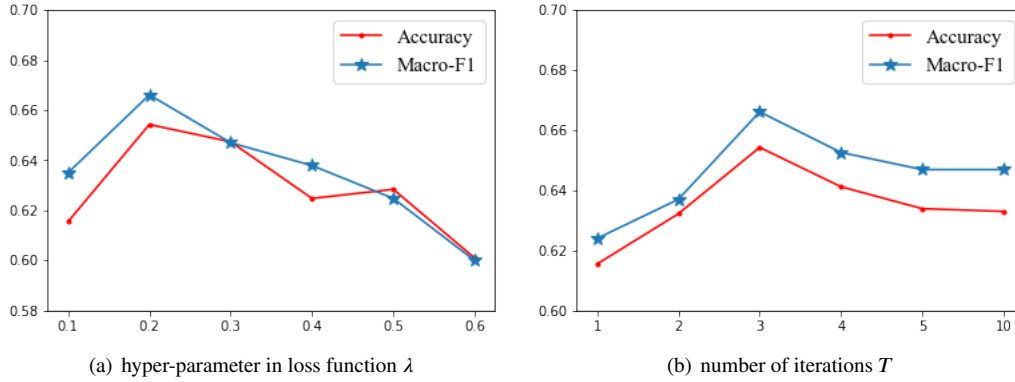 0.70
0.68
0.66
0.64
0.62
0.60
0.58
0.1 0.2 0.3 0.4 0.5 0.6
Accuracy
Macro-F1
(a) hyper-parameter in loss function λ
0.70
0.68
0.66
0.64
0.62
0.60
1 2 3 4 5 10
Accuracy
Macro-F1
(b) number of iterations T